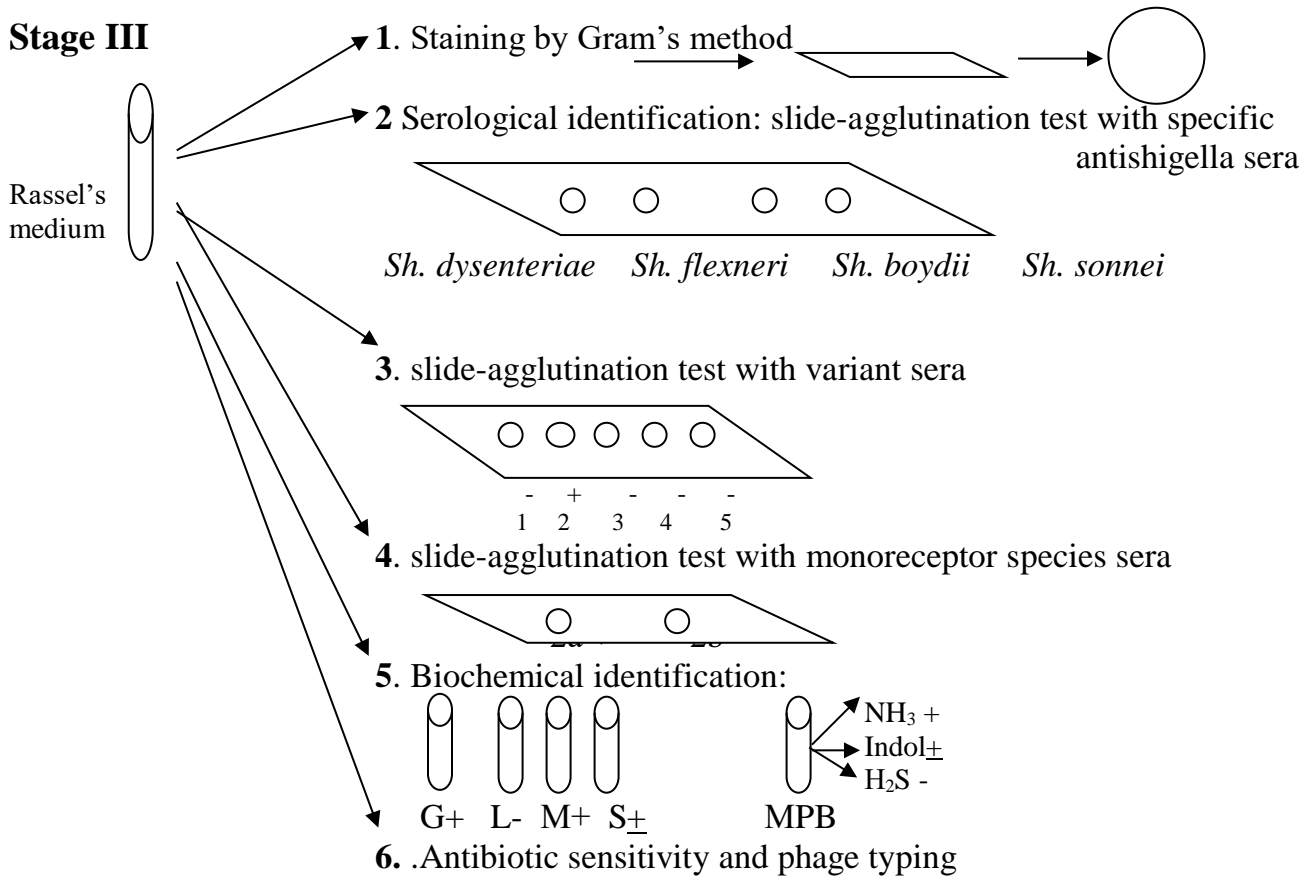 Stage III
1. Staining by Gram's method
2 Serological identification: slide-agglutination test with specific
antishigella sera
Rassel's
medium
Sh. dysenteriae Sh. flexneri Sh. boydii Sh. sonnei
3. slide-agglutination test with variant sera
- + - - -
1 2 3 4 5
4. slide-agglutination test with monoreceptor species sera
5. Biochemical identification:
NH₃ +
Indol±
H₂S -
G+ L- M+ S± MPB
6. .Antibiotic sensitivity and phage typing